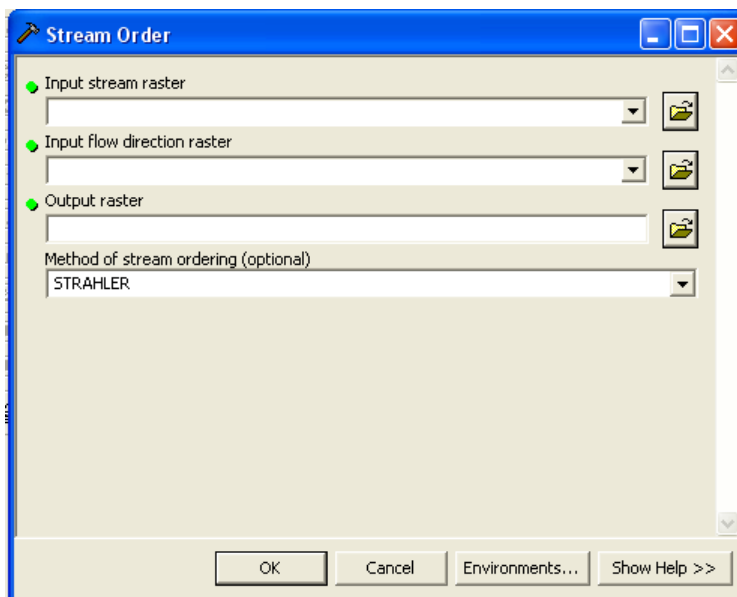 Stream Order
Input stream raster
Input flow direction raster
Output raster
Method of stream ordering (optional)
STRAHLER
OK Cancel Environments... Show Help >>